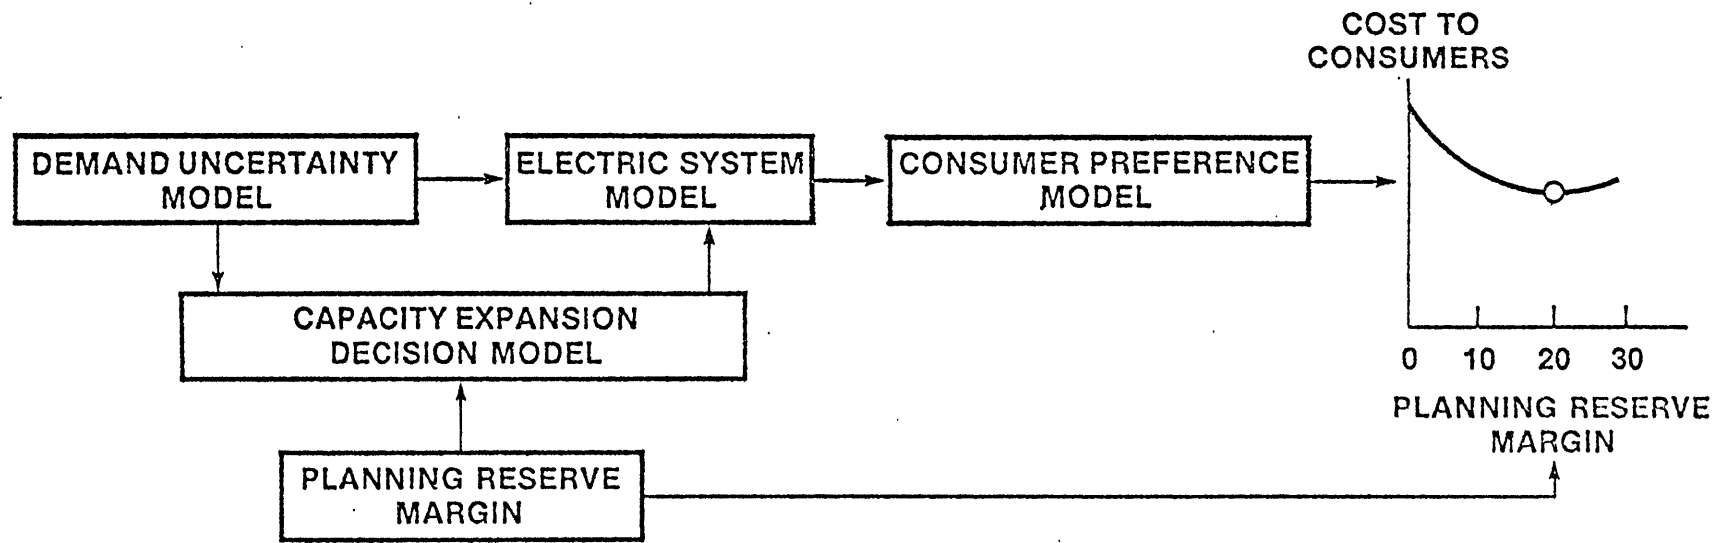 COST TO
CONSUMERS
DEMAND UNCERTAINTY
MODEL
ELECTRIC SYSTEM
MODEL
CONSUMER PREFERENCE
MODEL
CAPACITY EXPANSION
DECISION MODEL
0 10 20 30
PLANNING RESERVE
MARGIN
PLANNING RESERVE
MARGIN